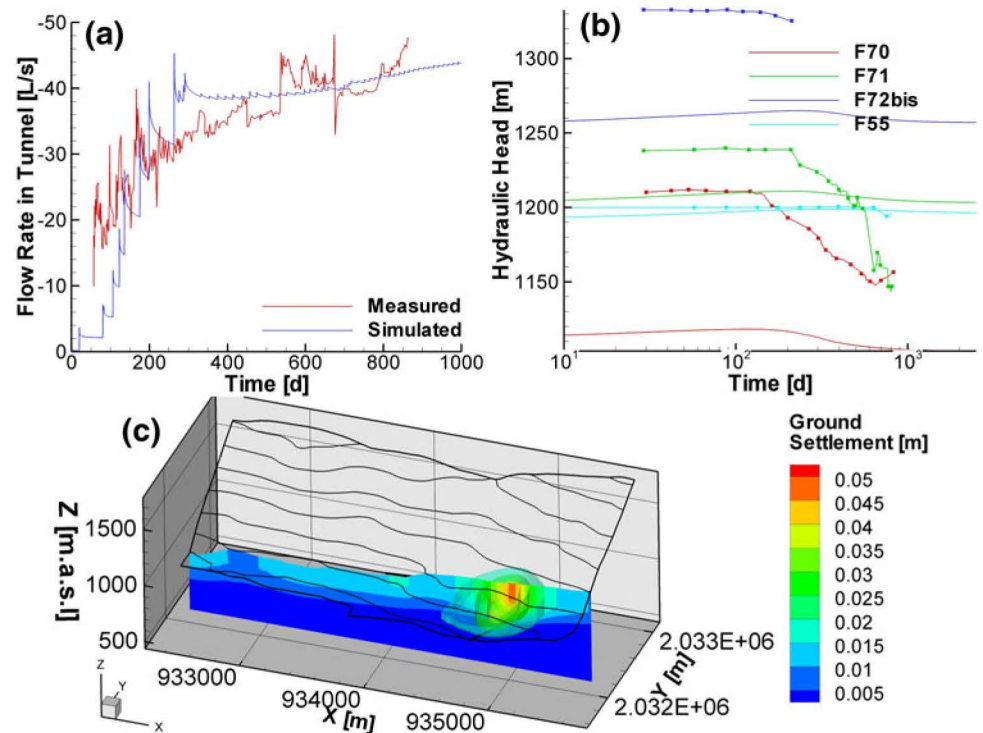 (a)
-50
-40
-30
-20
-10
0
Flow Rate in Tunnel [L/s]
Measured
Simulated
0 200 400 600 800 1000
Time [d]
(b)
1300
1250
1200
1150
Hydraulic Head [m]
F70
F71
F72bis
F55
10¹ 10² 10³
Time [d]
(c)
1500
1000
500
Z [m.a.s.l]
933000
934000
935000
X [m]
2.033E+06
2.032E+06
Y [m]
Z
Y
X
Ground
Settlement [m]
0.05
0.045
0.04
0.035
0.03
0.025
0.02
0.015
0.01
0.005